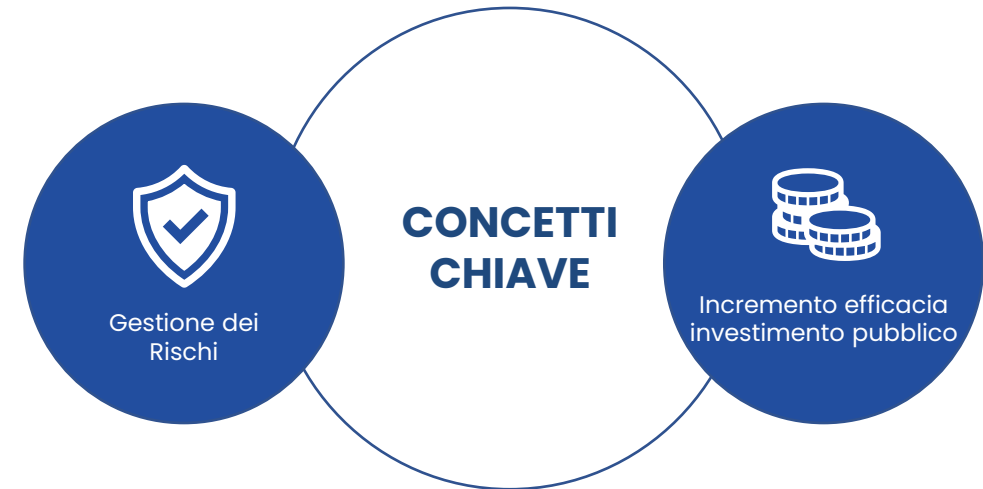 Gestione dei
Rischi
CONCETTI
CHIAVE
Incremento efficacia
investimento pubblico